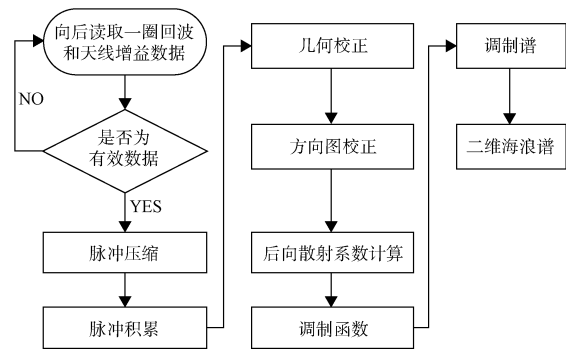 向后读取一圈回波
和天线增益数据
NO
是否为
有效数据
YES
脉冲压缩
脉冲积累
几何校正
方向图校正
后向散射系数计算
调制函数
调制谱
二维海浪谱